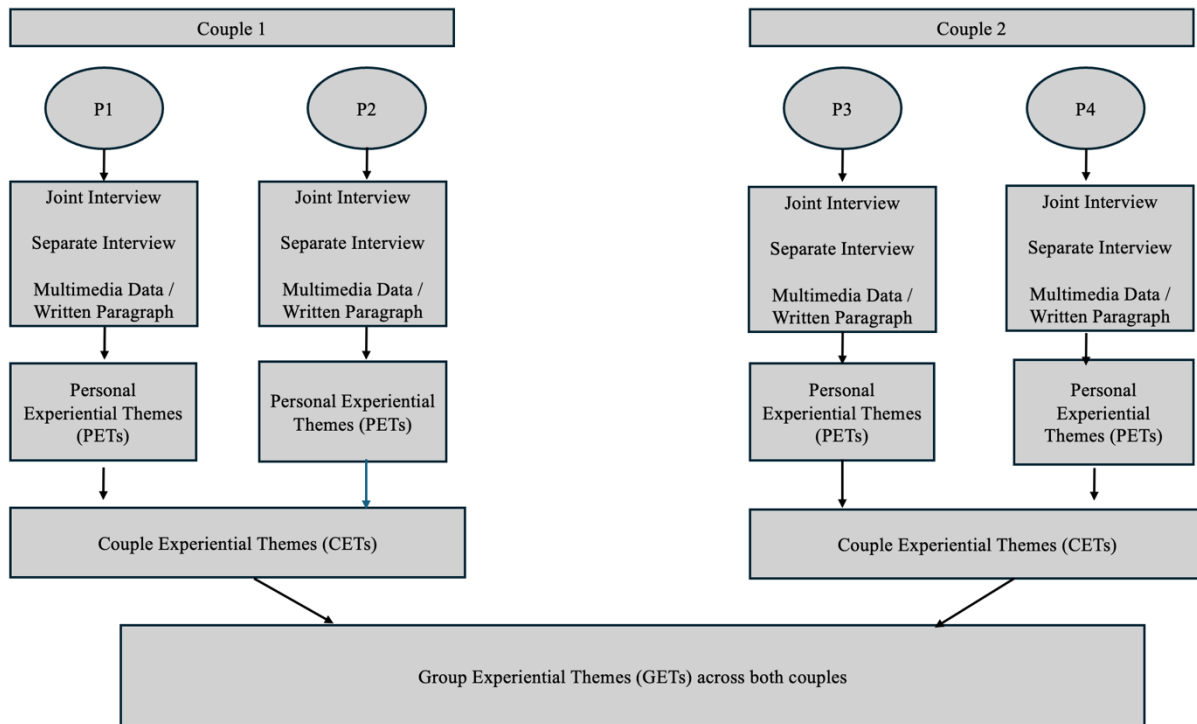 Couple 1
Couple 2
P1
P2
P3
P4
Joint Interview
Separate Interview
Multimedia Data /
Written Paragraph
Joint Interview
Separate Interview
Multimedia Data /
Written Paragraph
Joint Interview
Separate Interview
Multimedia Data /
Written Paragraph
Joint Interview
Separate Interview
Multimedia Data /
Written Paragraph
Personal
Experiential Themes
(PETs)
Personal Experiential
Themes (PETs)
Personal
Experiential Themes
(PETs)
Personal
Experiential
Themes (PETs)
Couple Experiential Themes (CETs)
Couple Experiential Themes (CETs)
Group Experiential Themes (GETs) across both couples